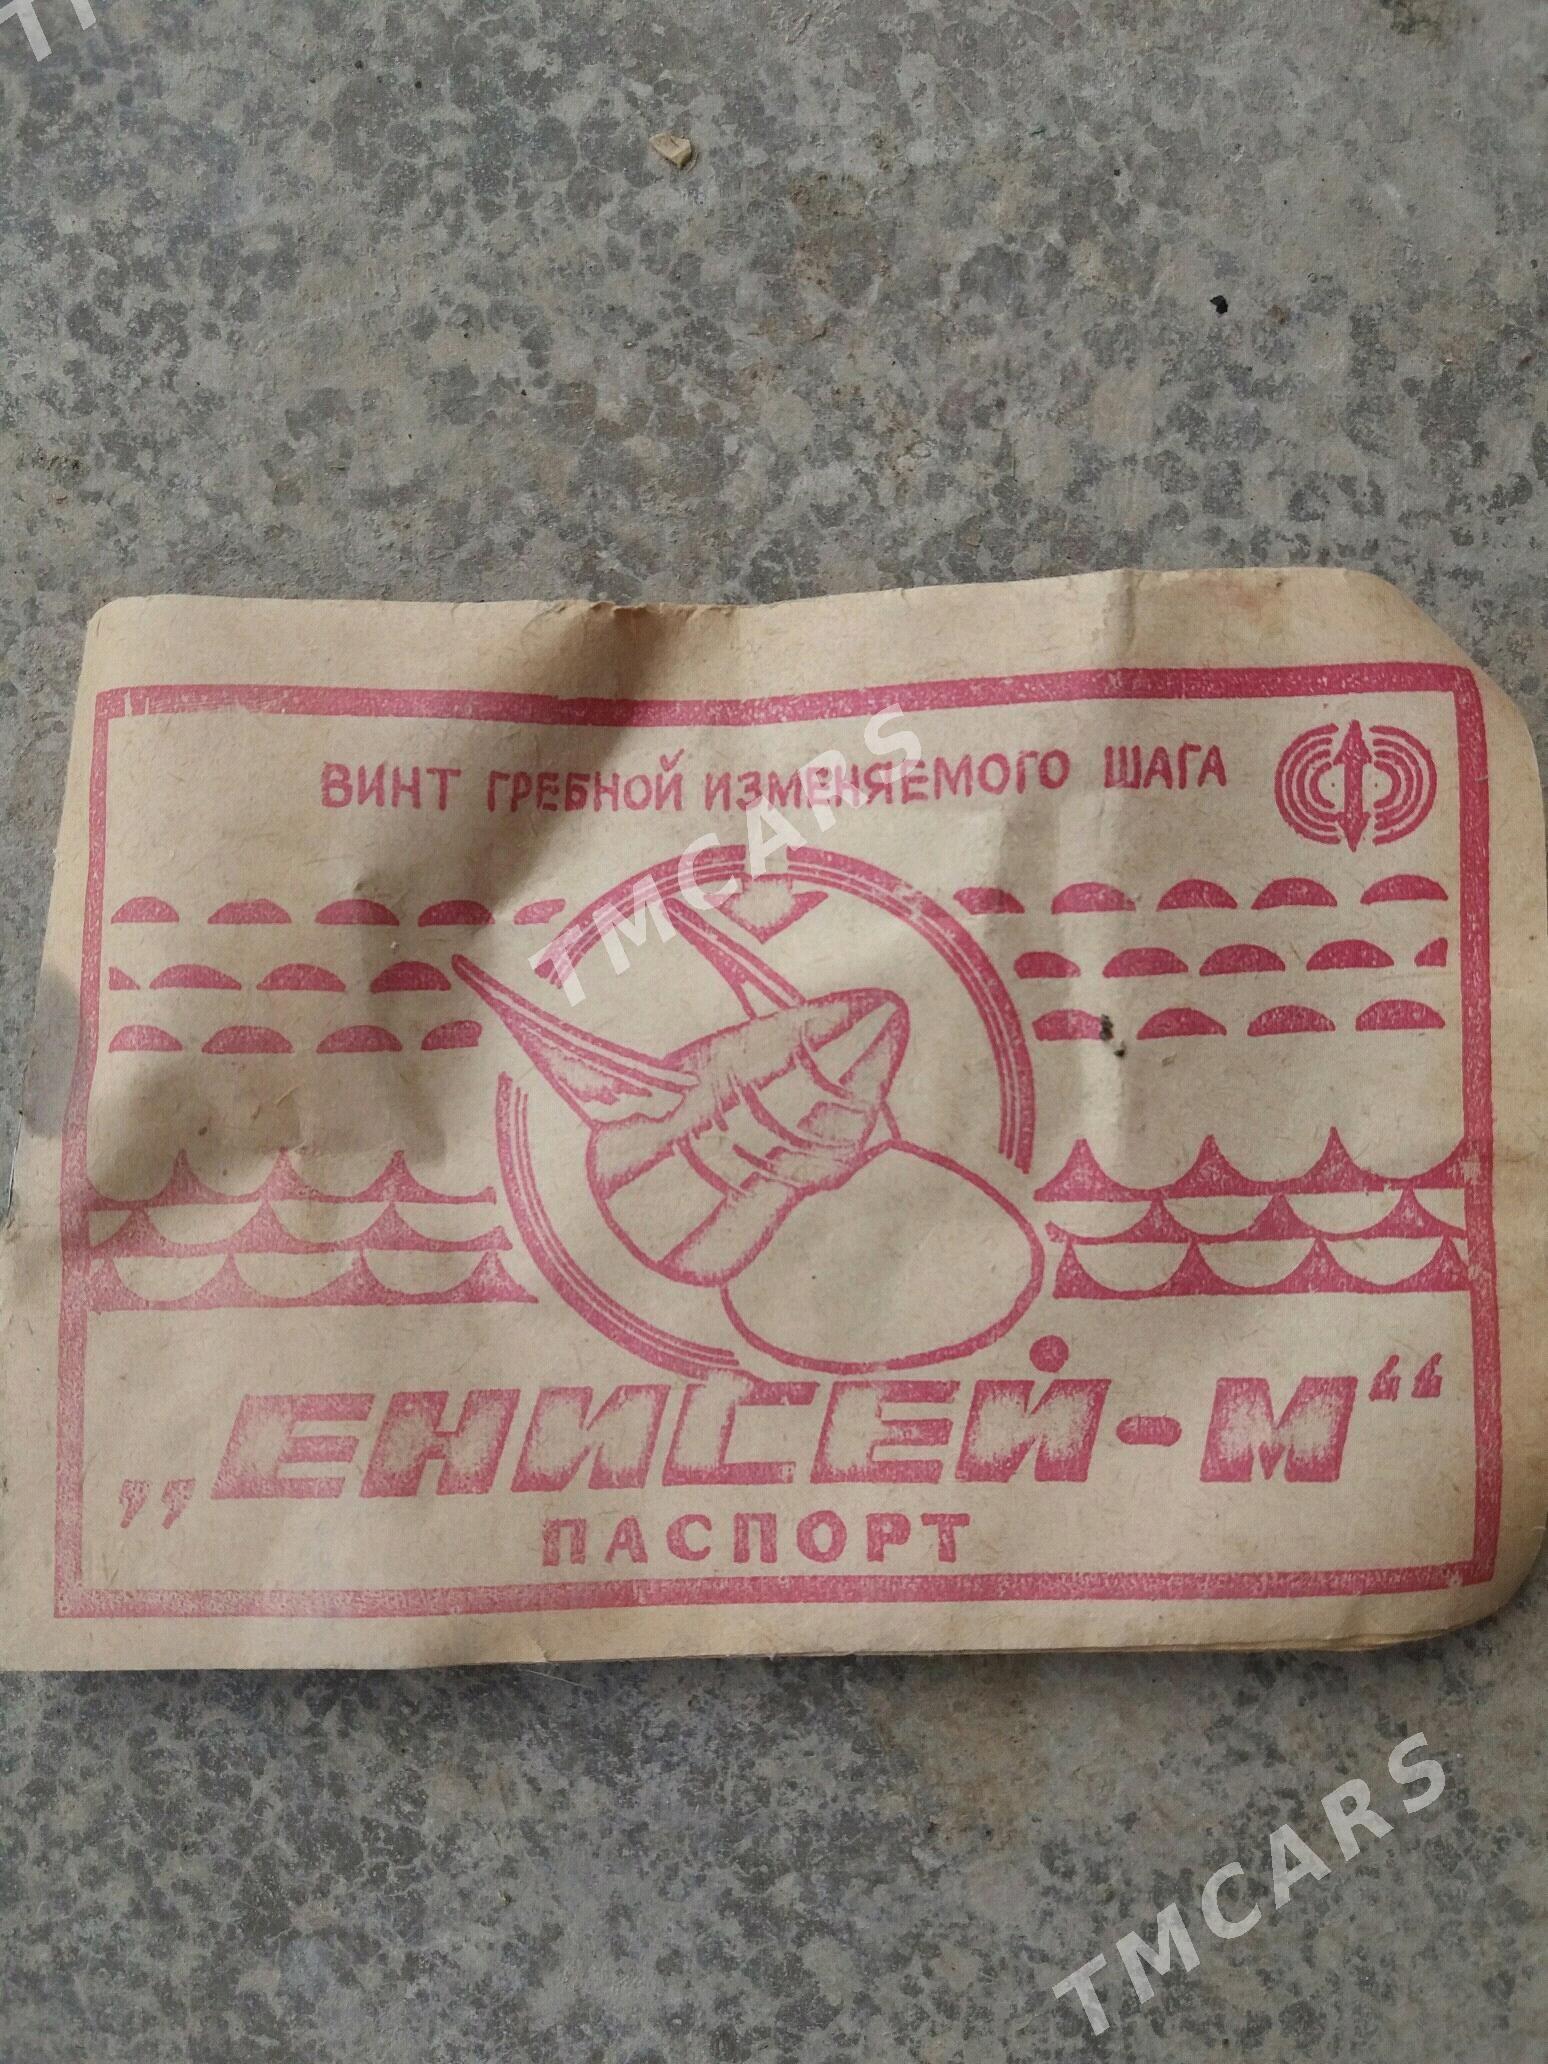 ВИНТ ГРЕБНОЙ ИЗМЕНЯЕМОГО ШАГА
TMCARS
„ЕНИСЕЙ-М“
ПАСПОРТ
TMCARS